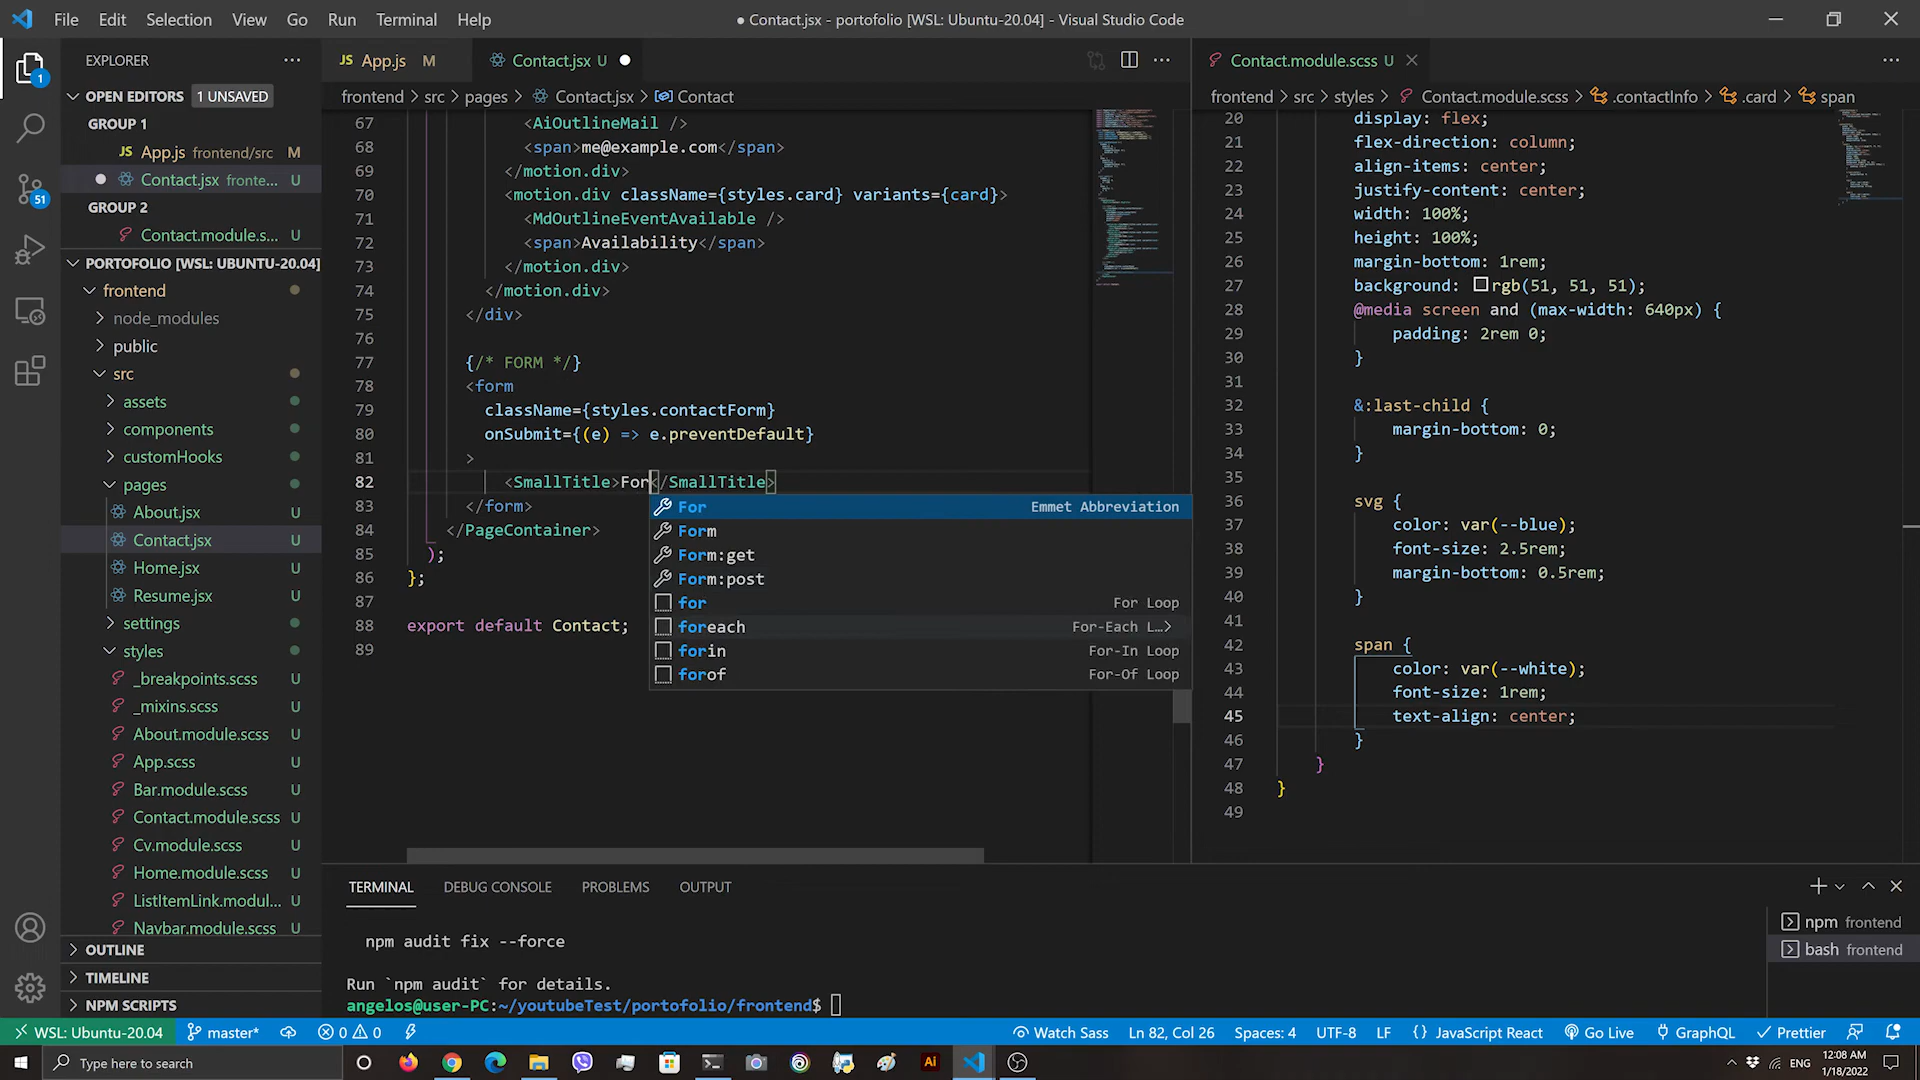 File Edit Selection View Go Run Terminal Help
● Contact.jsx - portofolio [WSL: Ubuntu-20.04] - Visual Studio Code
EXPLORER
OPEN EDITORS 1 UNSAVED
GROUP 1
JS App.js frontend/src M
Contact.jsx fronte... U
GROUP 2
Contact.module.s... U
PORTOFOLIO [WSL: UBUNTU-20.04]
frontend
node_modules
public
src
assets
components
customHooks
pages
About.jsx U
Contact.jsx U
Home.jsx U
Resume.jsx U
settings
styles
_breakpoints.scss U
_mixins.scss U
About.module.scss U
App.scss U
Bar.module.scss U
Contact.module.scss U
Cv.module.scss U
Home.module.scss U
ListItemLink.modul... U
Navbar.module.scss U
OUTLINE
TIMELINE
NPM SCRIPTS
1
51
JS App.js M
Contact.jsx U
frontend > src > pages > Contact.jsx > Contact
67 <AiOutlineMail />
68 <span>me@example.com</span>
69 </motion.div>
70 <motion.div className={styles.card} variants={card}>
71 <MdOutlineEventAvailable />
72 <span>Availability</span>
73 </motion.div>
74 </motion.div>
75 </div>
76
77 {/* FORM */}
78 <form
79 className={styles.contactForm}
80 onSubmit={(e) => e.preventDefault}
81 >
82 <SmallTitle>For</SmallTitle>
83 </form>
84 </PageContainer>
85 );
86 };
87
88 export default Contact;
89
For Emmet Abbreviation
Form
Form:get
Form:post
for For Loop
foreach For-Each L…>
forin For-In Loop
forof For-Of Loop
Contact.module.scss U
frontend > src > styles > Contact.module.scss > .contactInfo > .card > span
20 display: flex;
21 flex-direction: column;
22 align-items: center;
23 justify-content: center;
24 width: 100%;
25 height: 100%;
26 margin-bottom: 1rem;
27 background: rgb(51, 51, 51);
28 @media screen and (max-width: 640px) {
29 padding: 2rem 0;
30 }
31
32 &:last-child {
33 margin-bottom: 0;
34 }
35
36 svg {
37 color: var(--blue);
38 font-size: 2.5rem;
39 margin-bottom: 0.5rem;
40 }
41
42 span {
43 color: var(--white);
44 font-size: 1rem;
45 text-align: center;
46 }
47 }
48 }
49
TERMINAL DEBUG CONSOLE PROBLEMS OUTPUT
npm audit fix --force
Run `npm audit` for details.
angelos@user-PC:~/youtubeTest/portofolio/frontend$
npm frontend
bash frontend
WSL: Ubuntu-20.04 master* 0 0 Watch Sass Ln 82, Col 26 Spaces: 4 UTF-8 LF {} JavaScript React Go Live GraphQL Prettier
Type here to search
Ai
ENG
12:08 AM
1/18/2022